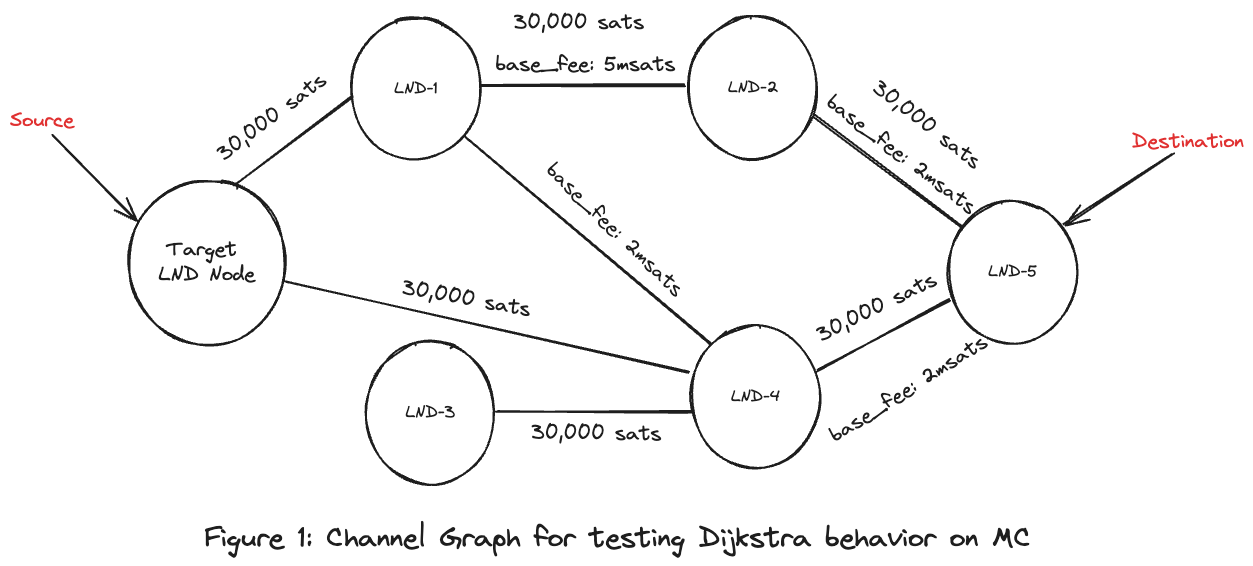 30,000 sats
base_fee: 5msats
LND-1
LND-2
30,000 sats
30,000 sats
base_fee: 2msats
Source
Destination
base_fee: 2msats
Target
LND Node
LND-5
30,000 sats
30,000 sats
base_fee: 2msats
LND-3
LND-4
30,000 sats
Figure 1: Channel Graph for testing Dijkstra behavior on MC